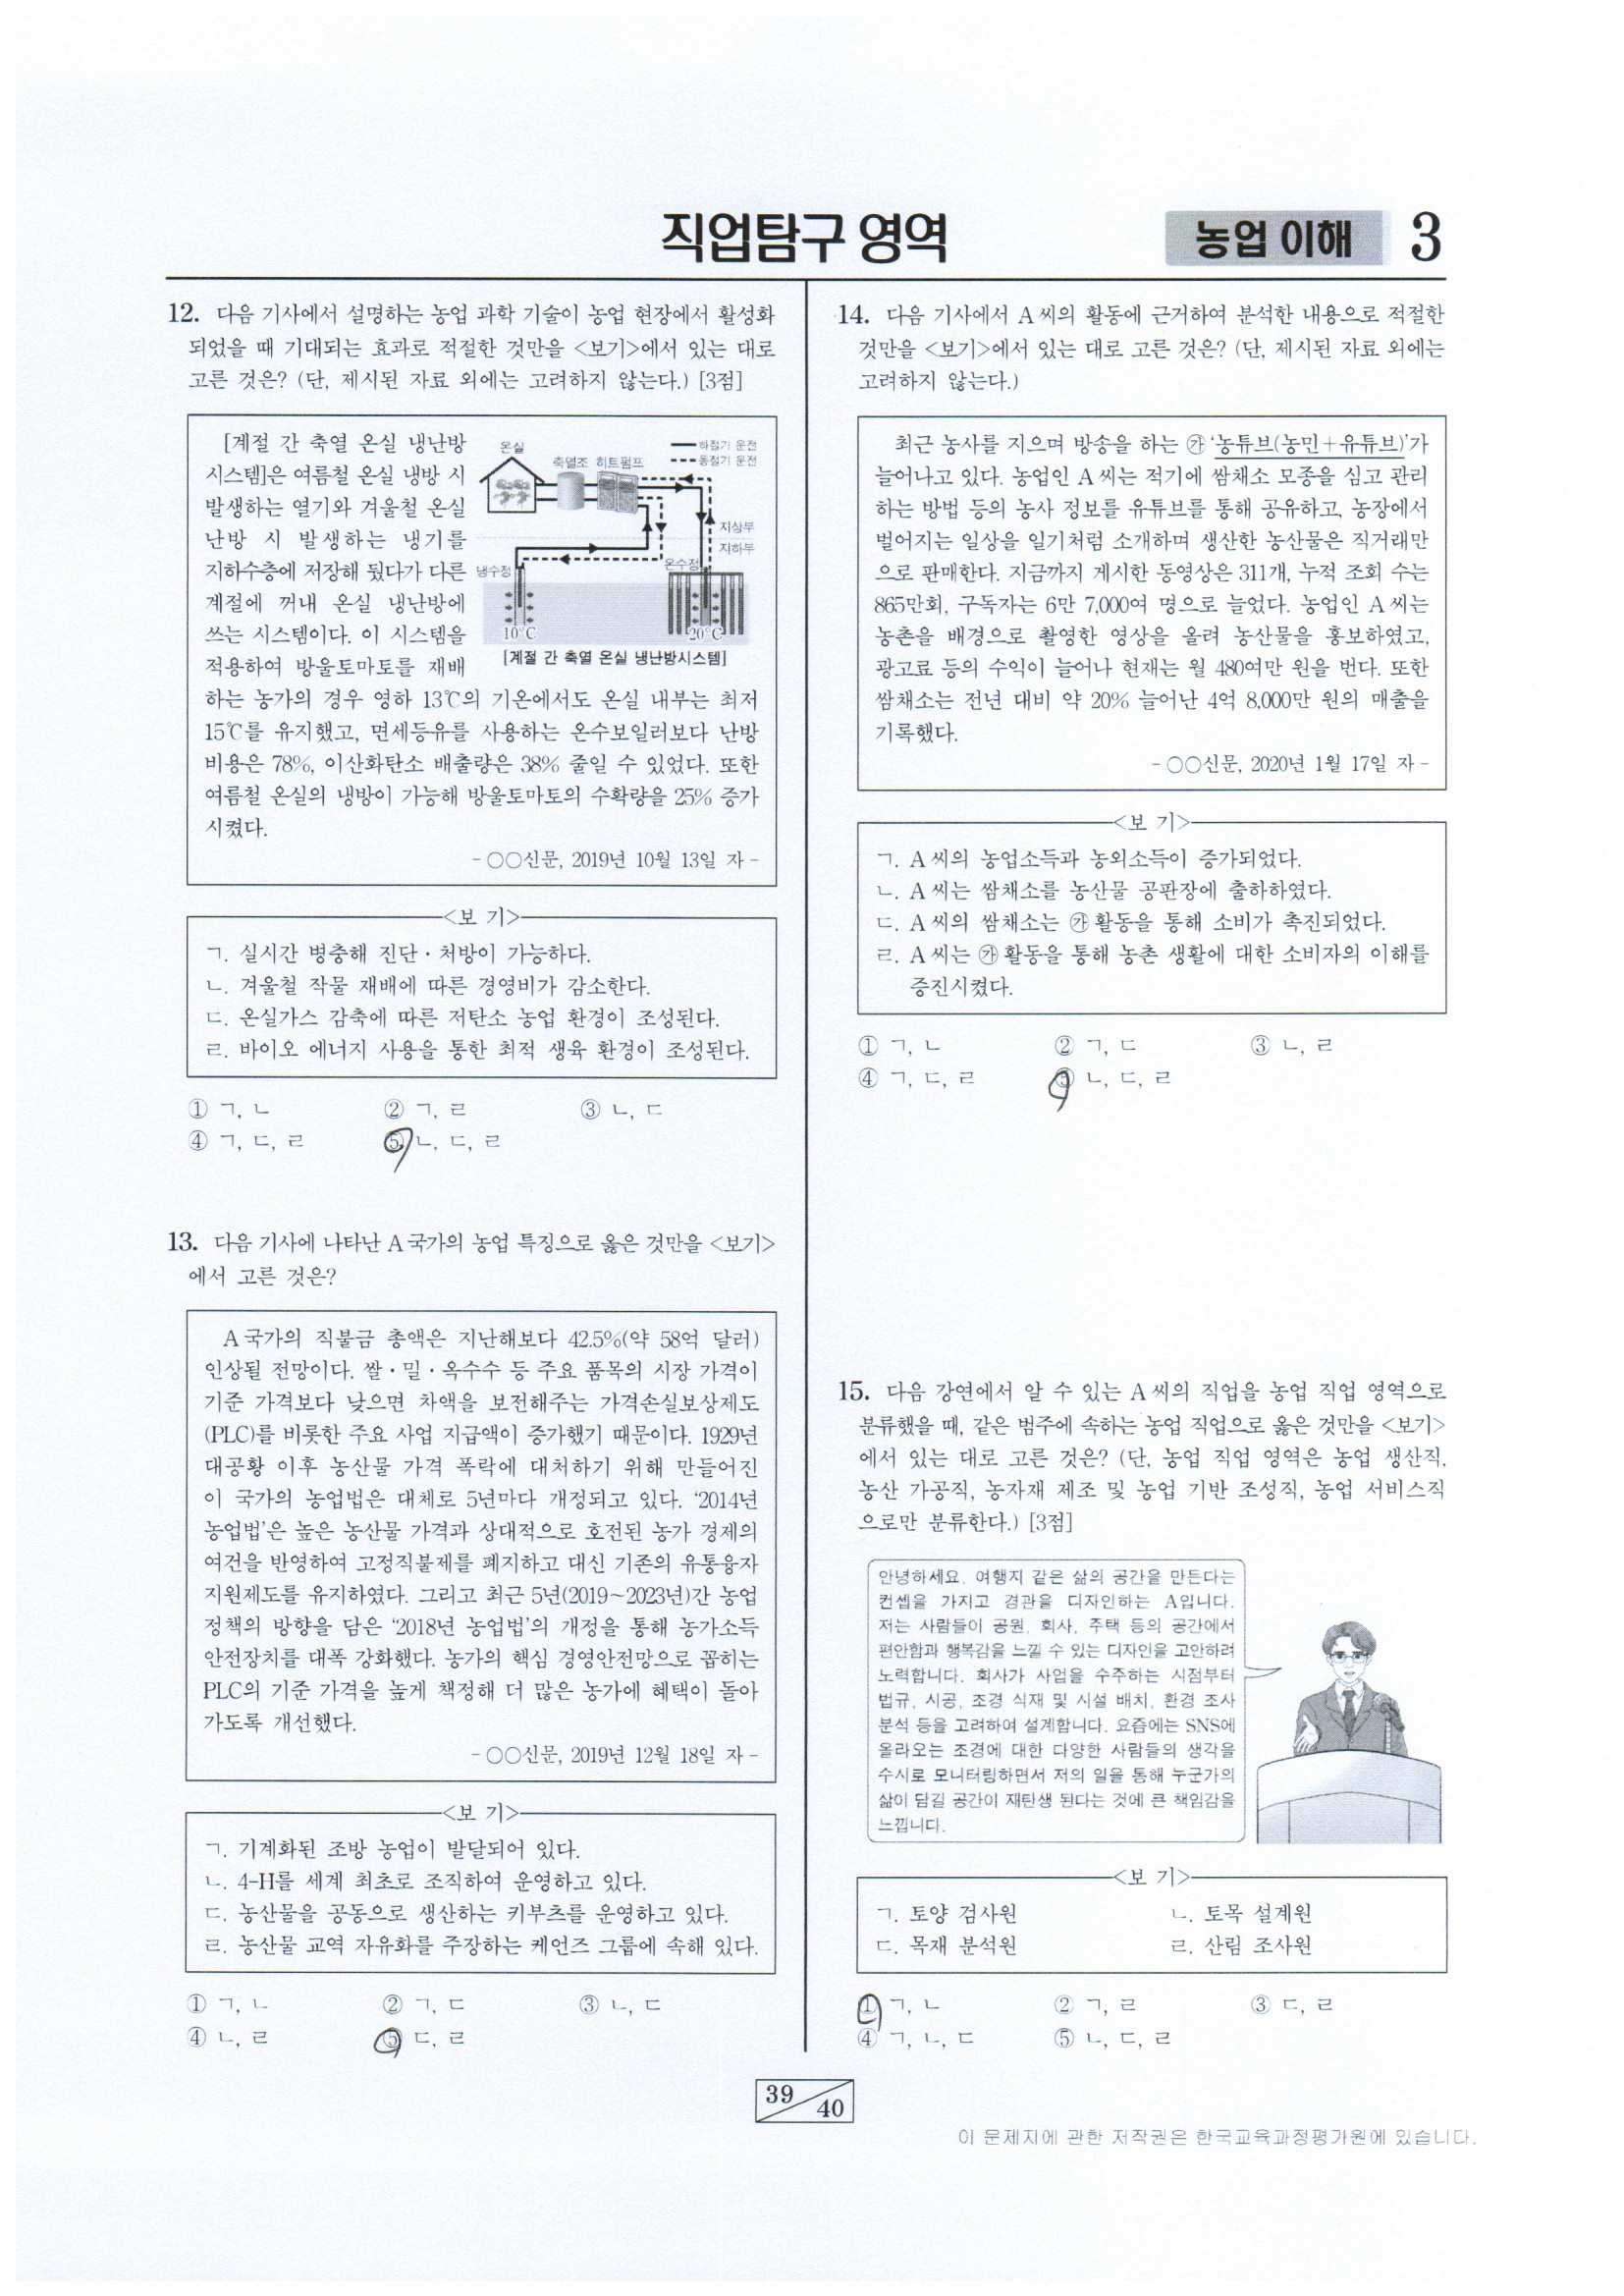 직업탐구 영역
농업 이해
3
12. 다음 기사에서 설명하는 농업 과학 기술이 농업 현장에서 활성화
되었을 때 기대되는 효과로 적절한 것만을 <보기>에서 있는 대로
고른 것은? (단, 제시된 자료 외에는 고려하지 않는다.) [3점]
[계절 간 축열 온실 냉난방
시스템]은 여름철 온실 냉방 시
발생하는 열기와 겨울철 온실
난방 시 발생하는 냉기를
지하수층에 저장해 뒀다가 다른
계절에 꺼내 온실 냉난방에
쓰는 시스템이다. 이 시스템을
적용하여 방울토마토를 재배
온실
축열조 히트펌프
하절기 운전
동절기 운전
지상부
지하부
냉수정
온수정
10℃
20℃
[계절 간 축열 온실 냉난방시스템]
하는 농가의 경우 영하 13℃의 기온에서도 온실 내부는 최저
15℃를 유지했고, 면세등유를 사용하는 온수보일러보다 난방
비용은 78%, 이산화탄소 배출량은 38% 줄일 수 있었다. 또한
여름철 온실의 냉방이 가능해 방울토마토의 수확량을 25% 증가
시켰다.
- ○○신문, 2019년 10월 13일 자 -
<보 기>
ㄱ. 실시간 병충해 진단·처방이 가능하다.
ㄴ. 겨울철 작물 재배에 따른 경영비가 감소한다.
ㄷ. 온실가스 감축에 따른 저탄소 농업 환경이 조성된다.
ㄹ. 바이오 에너지 사용을 통한 최적 생육 환경이 조성된다.
① ㄱ, ㄴ ② ㄱ, ㄹ ③ ㄴ, ㄷ
④ ㄱ, ㄷ, ㄹ ⑤ ㄴ, ㄷ, ㄹ
13. 다음 기사에 나타난 A국가의 농업 특징으로 옳은 것만을 <보기>
에서 고른 것은?
A국가의 직불금 총액은 지난해보다 42.5%(약 58억 달러)
인상될 전망이다. 쌀·밀·옥수수 등 주요 품목의 시장 가격이
기준 가격보다 낮으면 차액을 보전해주는 가격손실보상제도
(PLC)를 비롯한 주요 사업 지급액이 증가했기 때문이다. 1929년
대공황 이후 농산물 가격 폭락에 대처하기 위해 만들어진
이 국가의 농업법은 대체로 5년마다 개정되고 있다. '2014년
농업법'은 높은 농산물 가격과 상대적으로 호전된 농가 경제의
여건을 반영하여 고정직불제를 폐지하고 대신 기존의 유통융자
지원제도를 유지하였다. 그리고 최근 5년(2019~2023년)간 농업
정책의 방향을 담은 '2018년 농업법'의 개정을 통해 농가소득
안전장치를 대폭 강화했다. 농가의 핵심 경영안전망으로 꼽히는
PLC의 기준 가격을 높게 책정해 더 많은 농가에 혜택이 돌아
가도록 개선했다.
- ○○신문, 2019년 12월 18일 자 -
<보 기>
ㄱ. 기계화된 조방 농업이 발달되어 있다.
ㄴ. 4-H를 세계 최초로 조직하여 운영하고 있다.
ㄷ. 농산물을 공동으로 생산하는 키부츠를 운영하고 있다.
ㄹ. 농산물 교역 자유화를 주장하는 케언즈 그룹에 속해 있다.
① ㄱ, ㄴ ② ㄱ, ㄷ ③ ㄴ, ㄷ
④ ㄴ, ㄹ ⑤ ㄷ, ㄹ
14. 다음 기사에서 A씨의 활동에 근거하여 분석한 내용으로 적절한
것만을 <보기>에서 있는 대로 고른 것은? (단, 제시된 자료 외에는
고려하지 않는다.)
최근 농사를 지으며 방송을 하는 ㉮ '농튜브(농민+유튜브)'가
늘어나고 있다. 농업인 A씨는 적기에 쌈채소 모종을 심고 관리
하는 방법 등의 농사 정보를 유튜브를 통해 공유하고, 농장에서
벌어지는 일상을 일기처럼 소개하며 생산한 농산물은 직거래만
으로 판매한다. 지금까지 게시한 동영상은 311개, 누적 조회 수는
865만회, 구독자는 6만 7,000여 명으로 늘었다. 농업인 A씨는
농촌을 배경으로 촬영한 영상을 올려 농산물을 홍보하였고,
광고료 등의 수익이 늘어나 현재는 월 480여만 원을 번다. 또한
쌈채소는 전년 대비 약 20% 늘어난 4억 8,000만 원의 매출을
기록했다.
- ○○신문, 2020년 1월 17일 자 -
<보 기>
ㄱ. A씨의 농업소득과 농외소득이 증가되었다.
ㄴ. A씨는 쌈채소를 농산물 공판장에 출하하였다.
ㄷ. A씨의 쌈채소는 ㉮ 활동을 통해 소비가 촉진되었다.
ㄹ. A씨는 ㉮ 활동을 통해 농촌 생활에 대한 소비자의 이해를
증진시켰다.
① ㄱ, ㄴ ② ㄱ, ㄷ ③ ㄴ, ㄹ
④ ㄱ, ㄷ, ㄹ ⑤ ㄴ, ㄷ, ㄹ
15. 다음 강연에서 알 수 있는 A씨의 직업을 농업 직업 영역으로
분류했을 때, 같은 범주에 속하는 농업 직업으로 옳은 것만을 <보기>
에서 있는 대로 고른 것은? (단, 농업 직업 영역은 농업 생산직,
농산 가공직, 농자재 제조 및 농업 기반 조성직, 농업 서비스직
으로만 분류한다.) [3점]
안녕하세요. 여행지 같은 삶의 공간을 만든다는
컨셉을 가지고 경관을 디자인하는 A입니다.
저는 사람들이 공원, 회사, 주택 등의 공간에서
편안함과 행복감을 느낄 수 있는 디자인을 고안하려
노력합니다. 회사가 사업을 수주하는 시점부터
법규, 시공, 조경 식재 및 시설 배치, 환경 조사
분석 등을 고려하여 설계합니다. 요즘에는 SNS에
올라오는 조경에 대한 다양한 사람들의 생각을
수시로 모니터링하면서 저의 일을 통해 누군가의
삶이 담길 공간이 재탄생 된다는 것에 큰 책임감을
느낍니다.
<보 기>
ㄱ. 토양 검사원 ㄴ. 토목 설계원
ㄷ. 목재 분석원 ㄹ. 산림 조사원
① ㄱ, ㄴ ② ㄱ, ㄹ ③ ㄷ, ㄹ
④ ㄱ, ㄴ, ㄷ ⑤ ㄴ, ㄷ, ㄹ
39
40
이 문제지에 관한 저작권은 한국교육과정평가원에 있습니다.